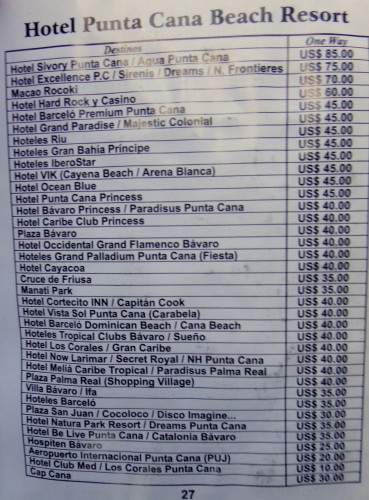 Hotel Punta Cana Beach Resort
Destinos One Way
Hotel Sivory Punta Cana / Agua Punta Cana US$ 85.00
Hotel Excellence P.C / Sirenis / Dreams / N. Frontieres US$ 75.00
Macao Rocoki US$ 70.00
Hotel Hard Rock y Casino US$ 60.00
Hotel Barceló Premium Punta Cana US$ 45.00
Hotel Grand Paradise / Majestic Colonial US$ 45.00
Hoteles Riu US$ 45.00
Hoteles Gran Bahia Principe US$ 45.00
Hoteles IberoStar US$ 45.00
Hotel VIK (Cayena Beach / Arena Blanca) US$ 45.00
Hotel Ocean Blue US$ 45.00
Hotel Punta Cana Princess US$ 45.00
Hotel Bávaro Princess / Paradisus Punta Cana US$ 40.00
Hotel Caribe Club Princess US$ 40.00
Plaza Bávaro US$ 40.00
Hotel Occidental Grand Flamenco Bávaro US$ 40.00
Hoteles Grand Palladium Punta Cana (Fiesta) US$ 40.00
Hotel Cayacoa US$ 40.00
Cruce de Friusa US$ 35.00
Manati Park US$ 35.00
Hotel Cortecito INN / Capitán Cook US$ 40.00
Hotel Vista Sol Punta Cana (Carabela) US$ 40.00
Hotel Barceló Dominican Beach / Cana Beach US$ 40.00
Hoteles Tropical Clubs Bávaro / Sueño US$ 40.00
Hotel Los Corales / Gran Caribe US$ 40.00
Hotel Now Larimar / Secret Royal / NH Punta Cana US$ 40.00
Hotel Meliá Caribe Tropical / Paradisus Palma Real US$ 40.00
Plaza Palma Real (Shopping Village) US$ 40.00
Villa Bávaro / Ifa US$ 35.00
Hoteles Barceló US$ 35.00
Plaza San Juan / Cocoloco / Disco Imagine... US$ 30.00
Hotel Natura Park Resort / Dreams Punta Cana US$ 35.00
Hotel Be Live Punta Cana / Catalonia Bávaro US$ 35.00
Hospiten Bávaro US$ 25.00
Aeropuerto Internacional Punta Cana (PUJ) US$ 20.00
Hotel Club Med / Los Corales Punta Cana US$ 10.00
Cap Cana US$ 30.00
27